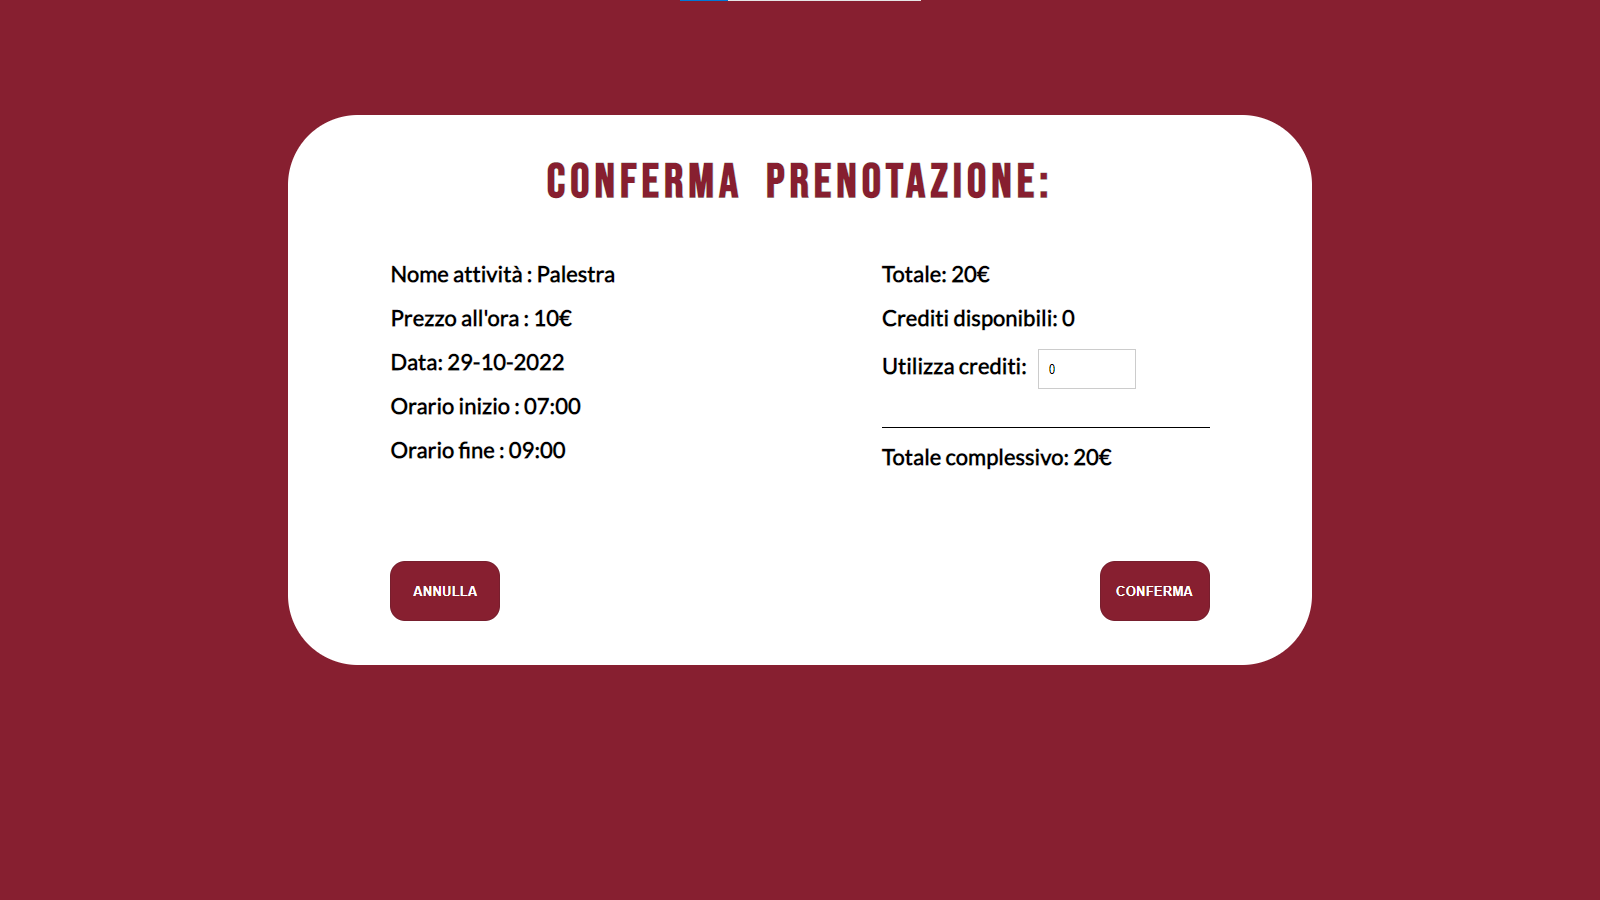 CONFERMA PRENOTAZIONE:
Nome attività : Palestra
Prezzo all'ora : 10€
Data: 29-10-2022
Orario inizio : 07:00
Orario fine : 09:00
Totale: 20€
Crediti disponibili: 0
Utilizza crediti: 0
Totale complessivo: 20€
ANNULLA
CONFERMA